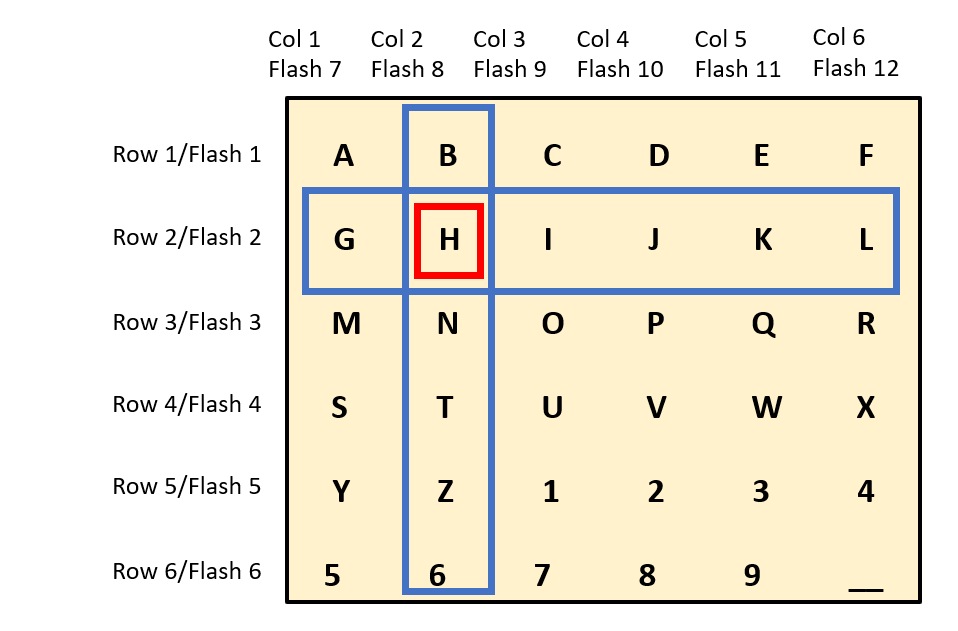 Col 1 Col 2 Col 3 Col 4 Col 5 Col 6
Flash 7 Flash 8 Flash 9 Flash 10 Flash 11 Flash 12
Row 1/Flash 1 A B C D E F
Row 2/Flash 2 G H I J K L
Row 3/Flash 3 M N O P Q R
Row 4/Flash 4 S T U V W X
Row 5/Flash 5 Y Z 1 2 3 4
Row 6/Flash 6 5 6 7 8 9 __